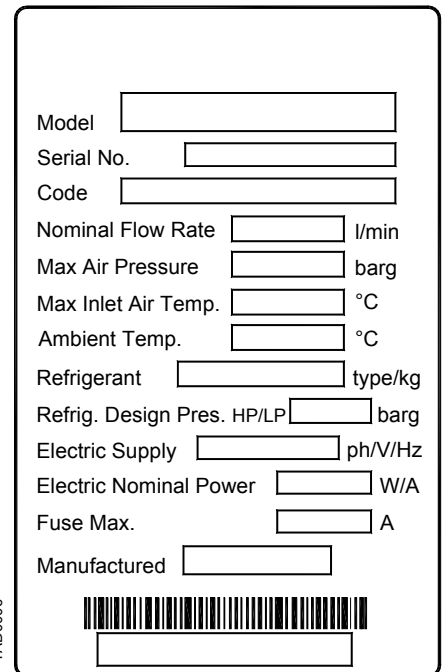 Model
Serial No.
Code
Nominal Flow Rate l/min
Max Air Pressure barg
Max Inlet Air Temp. °C
Ambient Temp. °C
Refrigerant type/kg
Refrig. Design Pres. HP/LP barg
Electric Supply ph/V/Hz
Electric Nominal Power W/A
Fuse Max. A
Manufactured